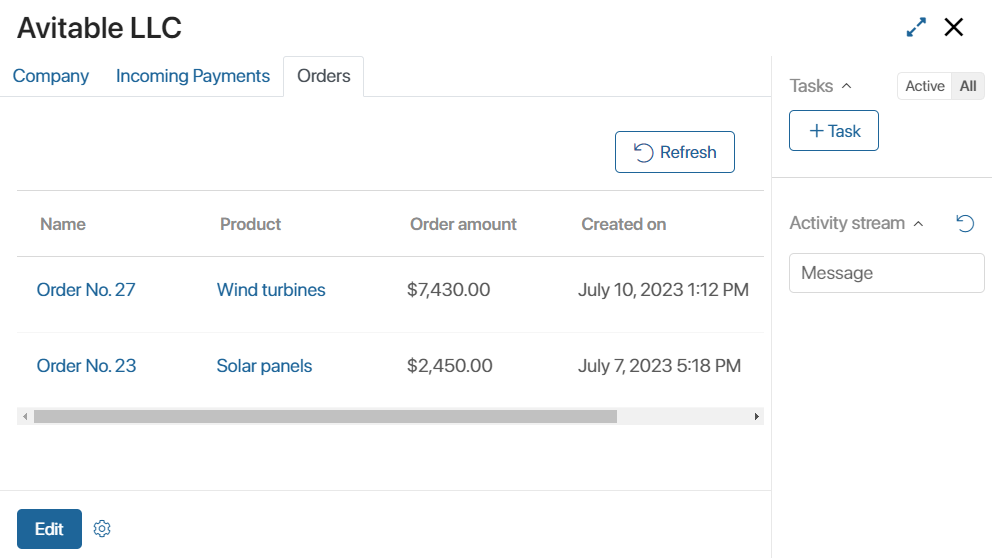 Avitable LLC
Company Incoming Payments Orders
Refresh
Name Product Order amount Created on
Order No. 27 Wind turbines $7,430.00 July 10, 2023 1:12 PM
Order No. 23 Solar panels $2,450.00 July 7, 2023 5:18 PM
Edit
Tasks Active All
+ Task
Activity stream
Message